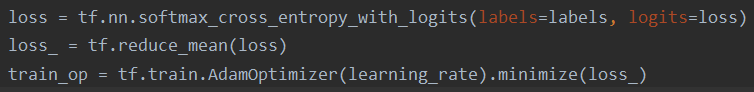 loss = tf.nn.softmax_cross_entropy_with_logits(labels=labels, logits=loss)
loss_ = tf.reduce_mean(loss)
train_op = tf.train.AdamOptimizer(learning_rate).minimize(loss_)